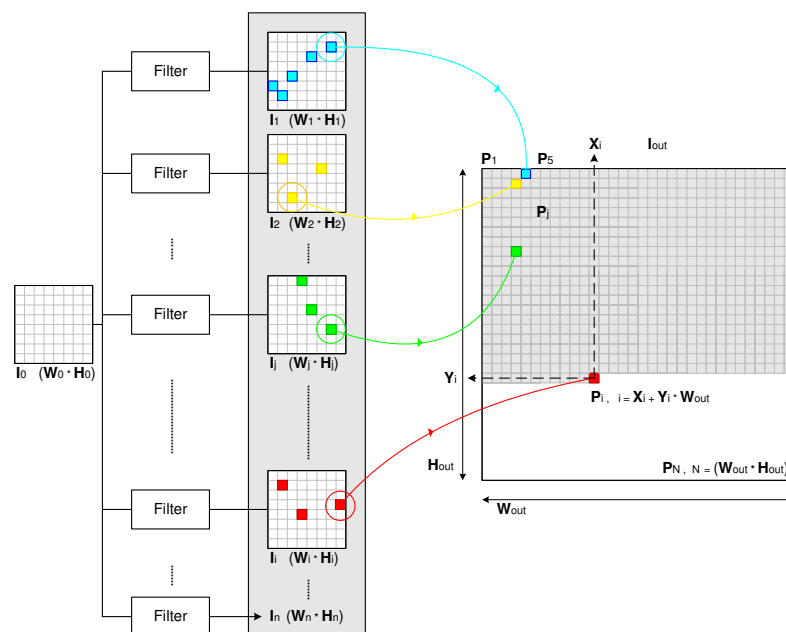 Filter
I1 (W1 * H1)
Filter
I2 (W2 * H2)
Filter
Ij (Wj * Hj)
I0 (W0 * H0)
Filter
Ii (Wi * Hi)
Filter
In (Wn * Hn)
Xi
Iout
P1
P5
Pj
Yi
Pi , i = Xi + Yi * Wout
Hout
PN , N = (Wout * Hout)
Wout